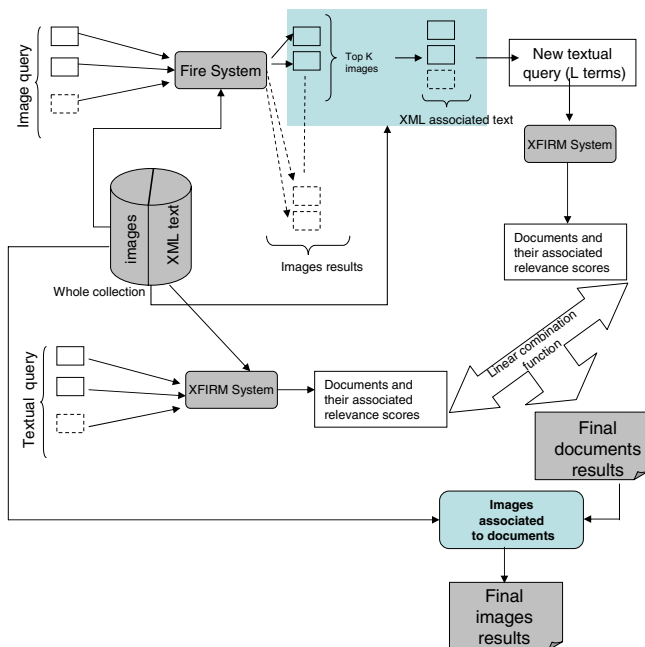 Image query
Fire System
Top K
images
XML associated text
New textual
query (L terms)
XFIRM System
Documents and
their associated
relevance scores
images
XML text
Whole collection
Images results
Linear combination
function
Textual query
XFIRM System
Documents and
their associated
relevance scores
Final
documents
results
Images
associated
to documents
Final
images
results